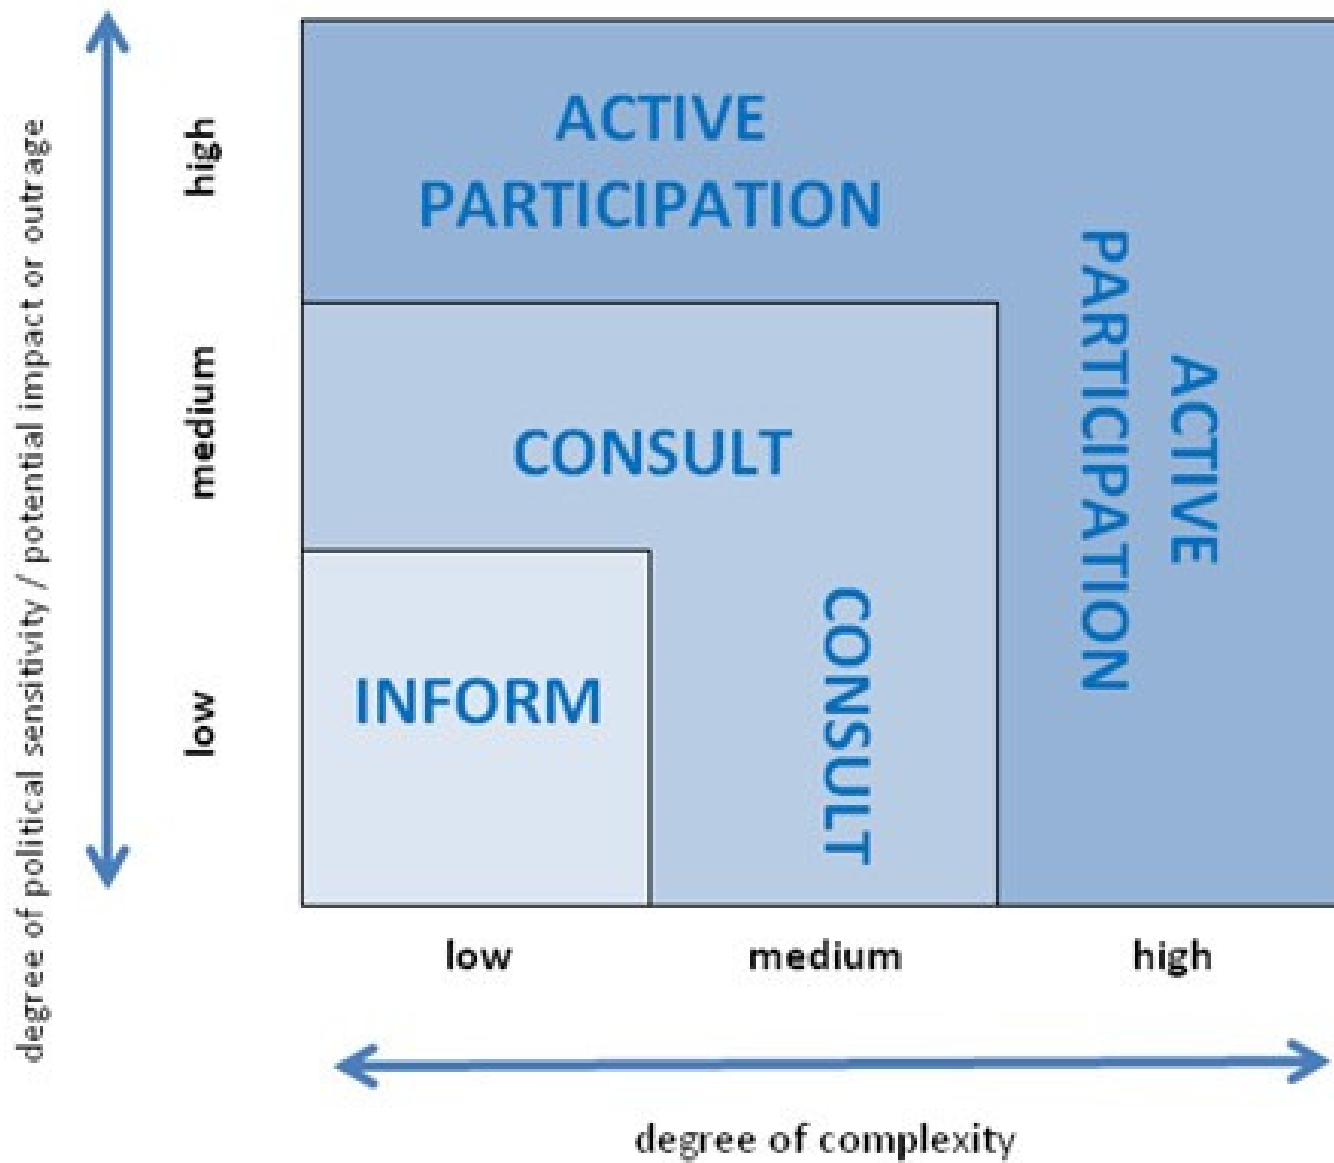 degree of political sensitivity / potential impact or outrage
high
medium
low
ACTIVE
PARTICIPATION
CONSULT
INFORM
CONSULT
ACTIVE
PARTICIPATION
low medium high
degree of complexity